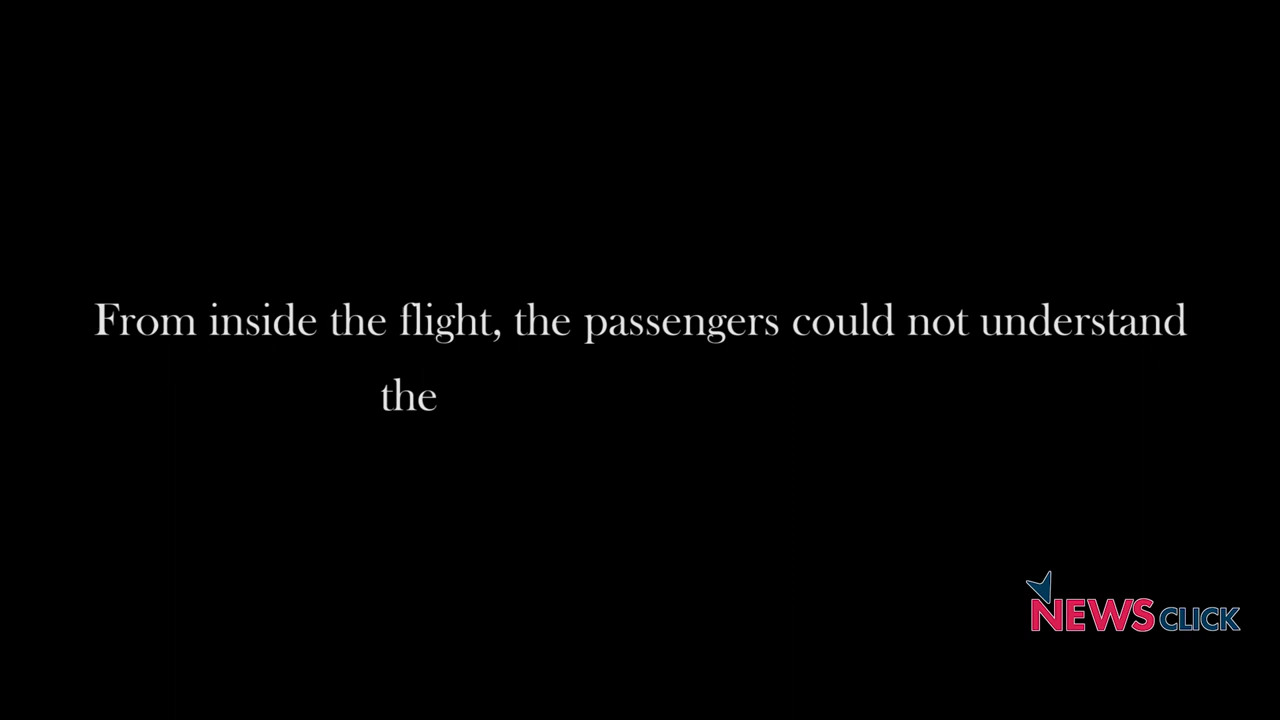 From inside the flight, the passengers could not understand
the
NEWSCLICK